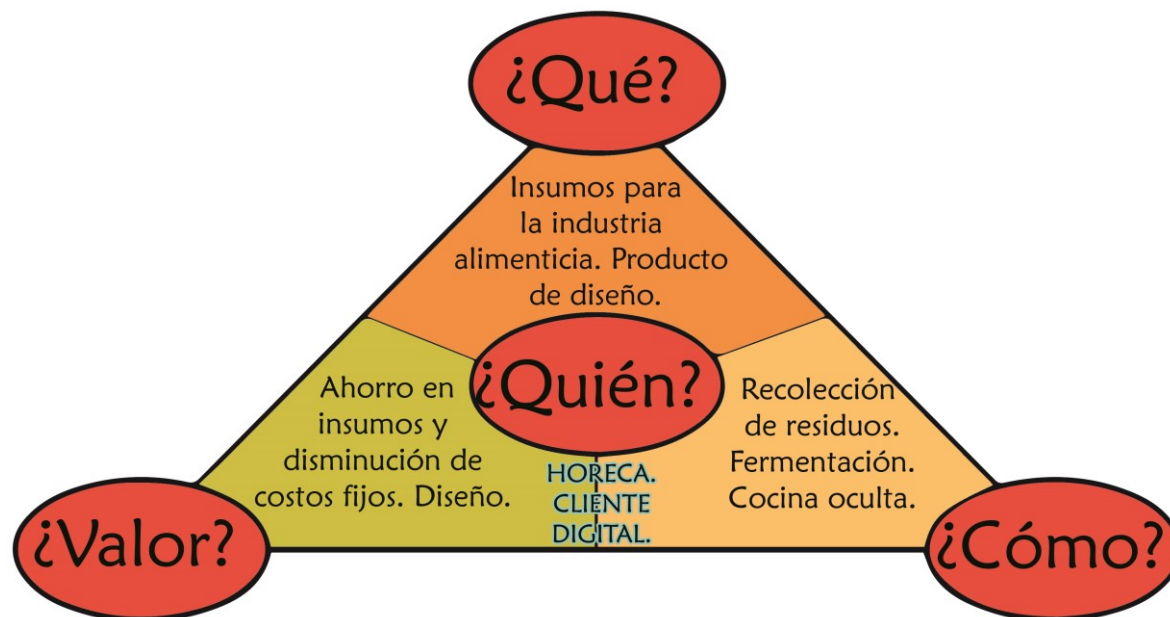 ¿Qué?
Insumos para
la industria
alimenticia. Producto
de diseño.
¿Quién?
Ahorro en
insumos y
disminución de
costos fijos. Diseño.
HORECA.
CLIENTE
DIGITAL.
Recolección
de residuos.
Fermentación.
Cocina oculta.
¿Valor?
¿Cómo?